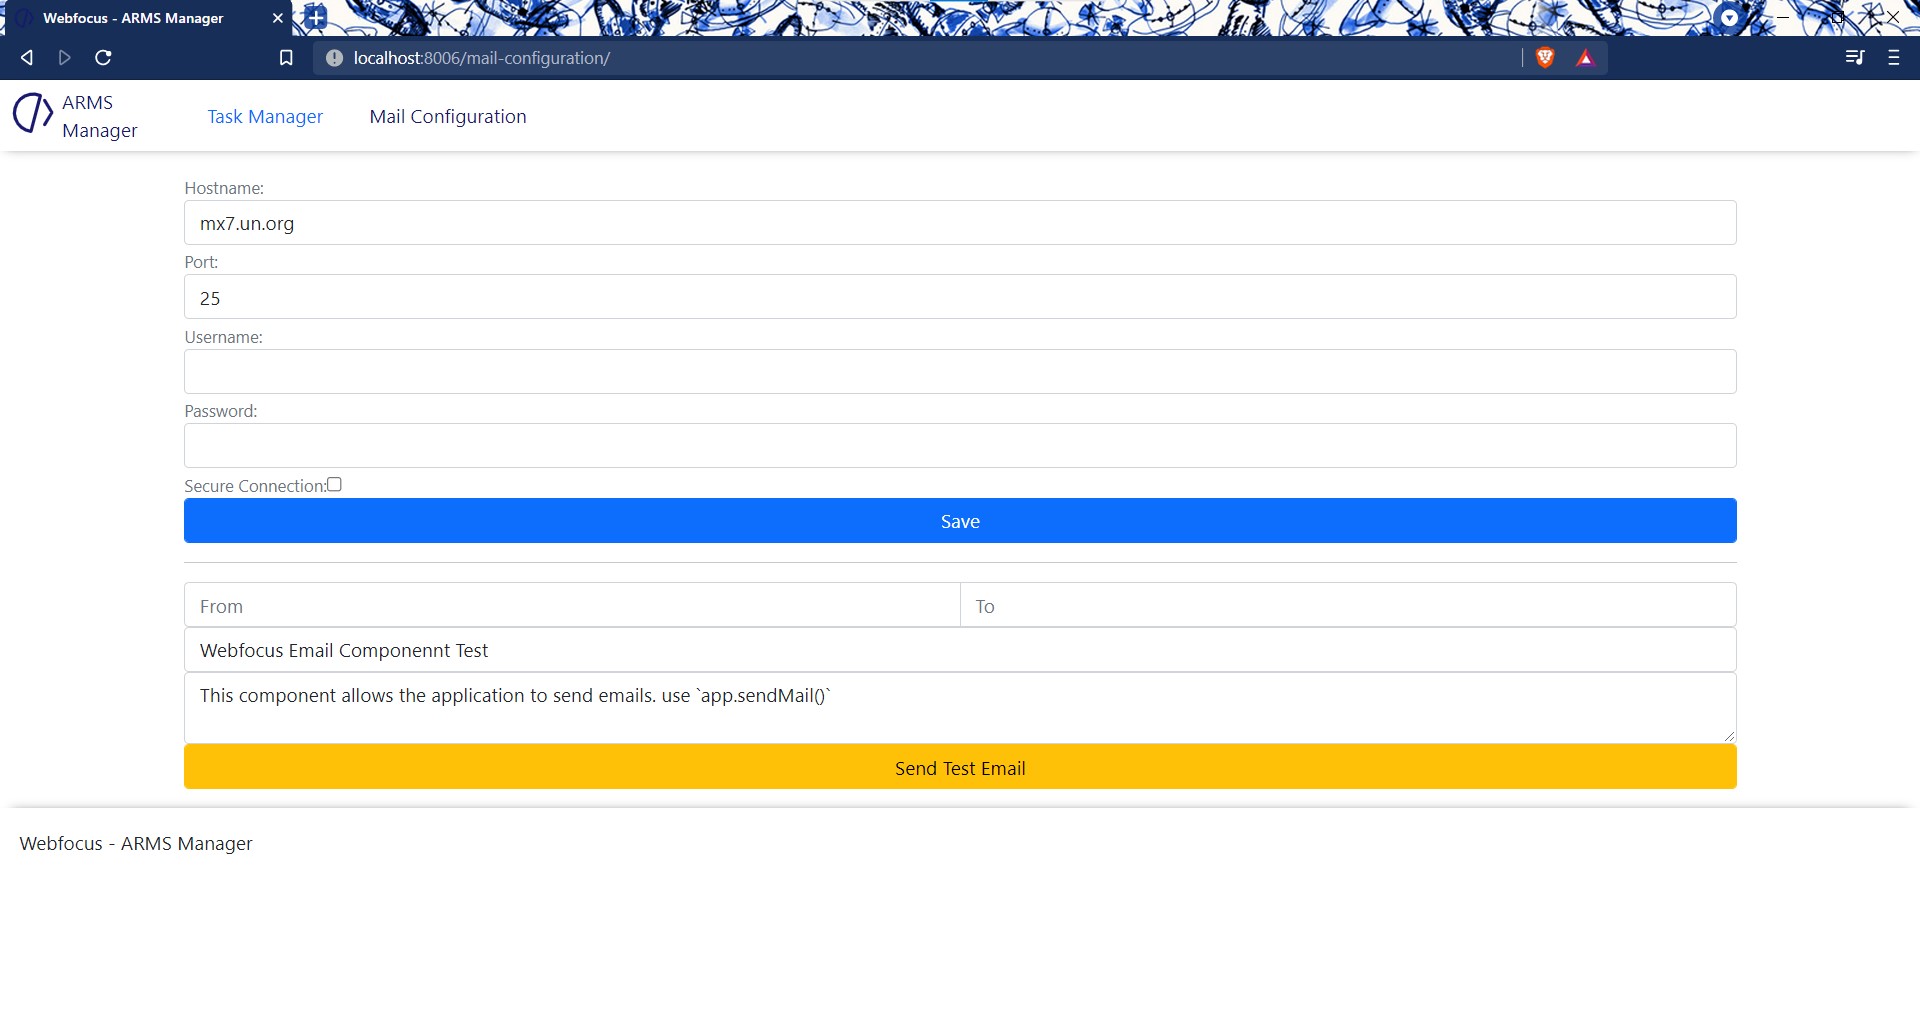 Webfocus - ARMS Manager
localhost:8006/mail-configuration/
ARMS
Manager
Task Manager
Mail Configuration
Hostname:
mx7.un.org
Port:
25
Username:
Password:
Secure Connection:
Save
From
To
Webfocus Email Componennt Test
This component allows the application to send emails. use `app.sendMail()`
Send Test Email
Webfocus - ARMS Manager